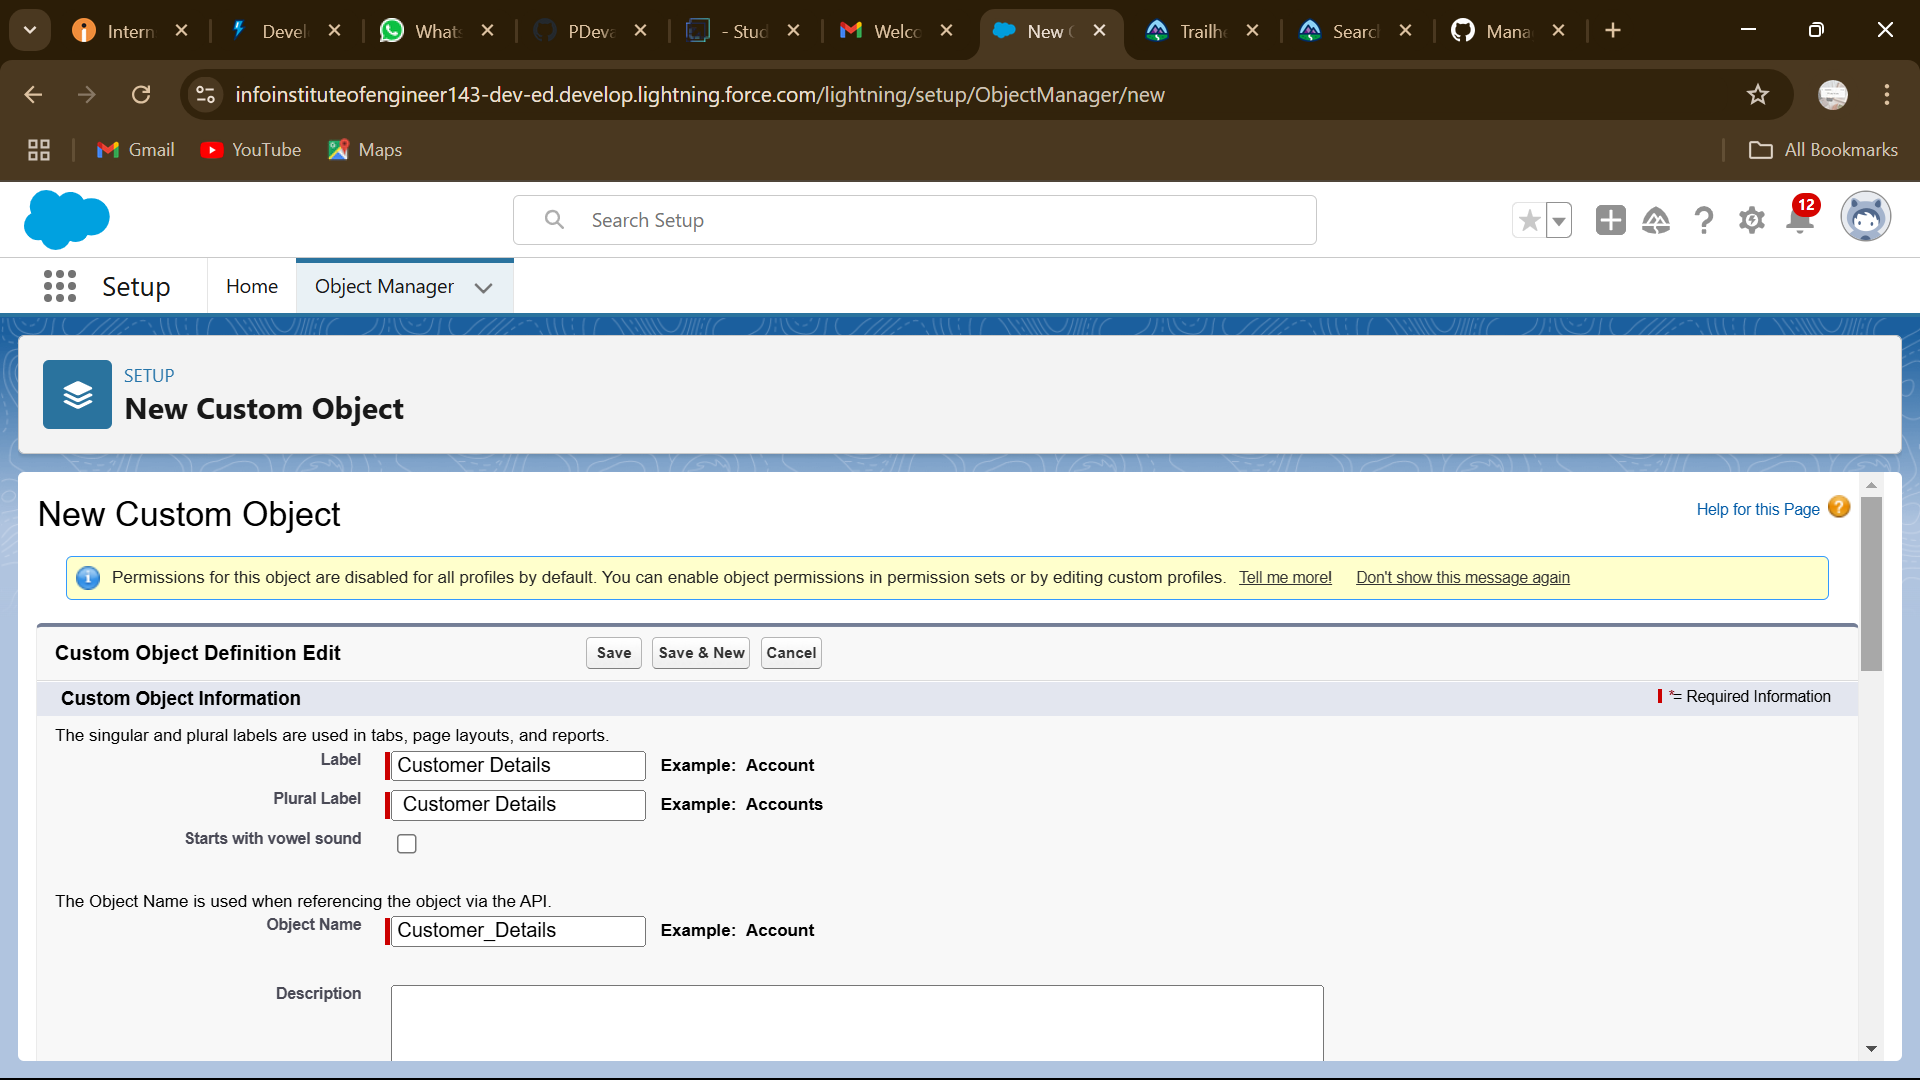 Intern
Devel
What
PDeva
- Stud
Welco
New
Trailh
Search
Mana
infoinstituteofengineer143-dev-ed.develop.lightning.force.com/lightning/setup/ObjectManager/new
Gmail
YouTube
Maps
All Bookmarks
Search Setup
12
Setup
Home
Object Manager
SETUP
New Custom Object
New Custom Object
Help for this Page ?
Permissions for this object are disabled for all profiles by default. You can enable object permissions in permission sets or by editing custom profiles. Tell me more! Don't show this message again
Custom Object Definition Edit
Save
Save & New
Cancel
Custom Object Information
*= Required Information
The singular and plural labels are used in tabs, page layouts, and reports.
Label Customer Details Example: Account
Plural Label Customer Details Example: Accounts
Starts with vowel sound
The Object Name is used when referencing the object via the API.
Object Name Customer_Details Example: Account
Description